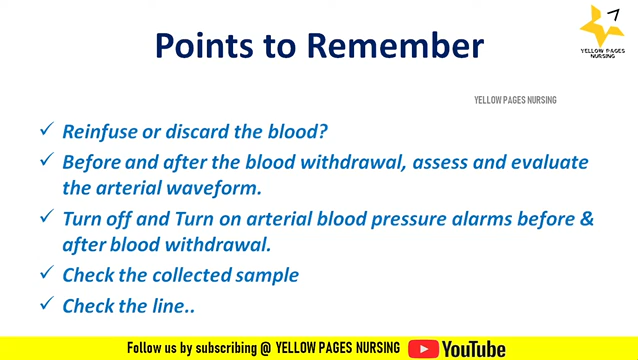 7
YELLOW PAGES
NURSING
Points to Remember
YELLOW PAGES NURSING
✓ Reinfuse or discard the blood?
✓ Before and after the blood withdrawal, assess and evaluate
the arterial waveform.
✓ Turn off and Turn on arterial blood pressure alarms before &
after blood withdrawal.
✓ Check the collected sample
✓ Check the line..
Follow us by subscribing @ YELLOW PAGES NURSING YouTube